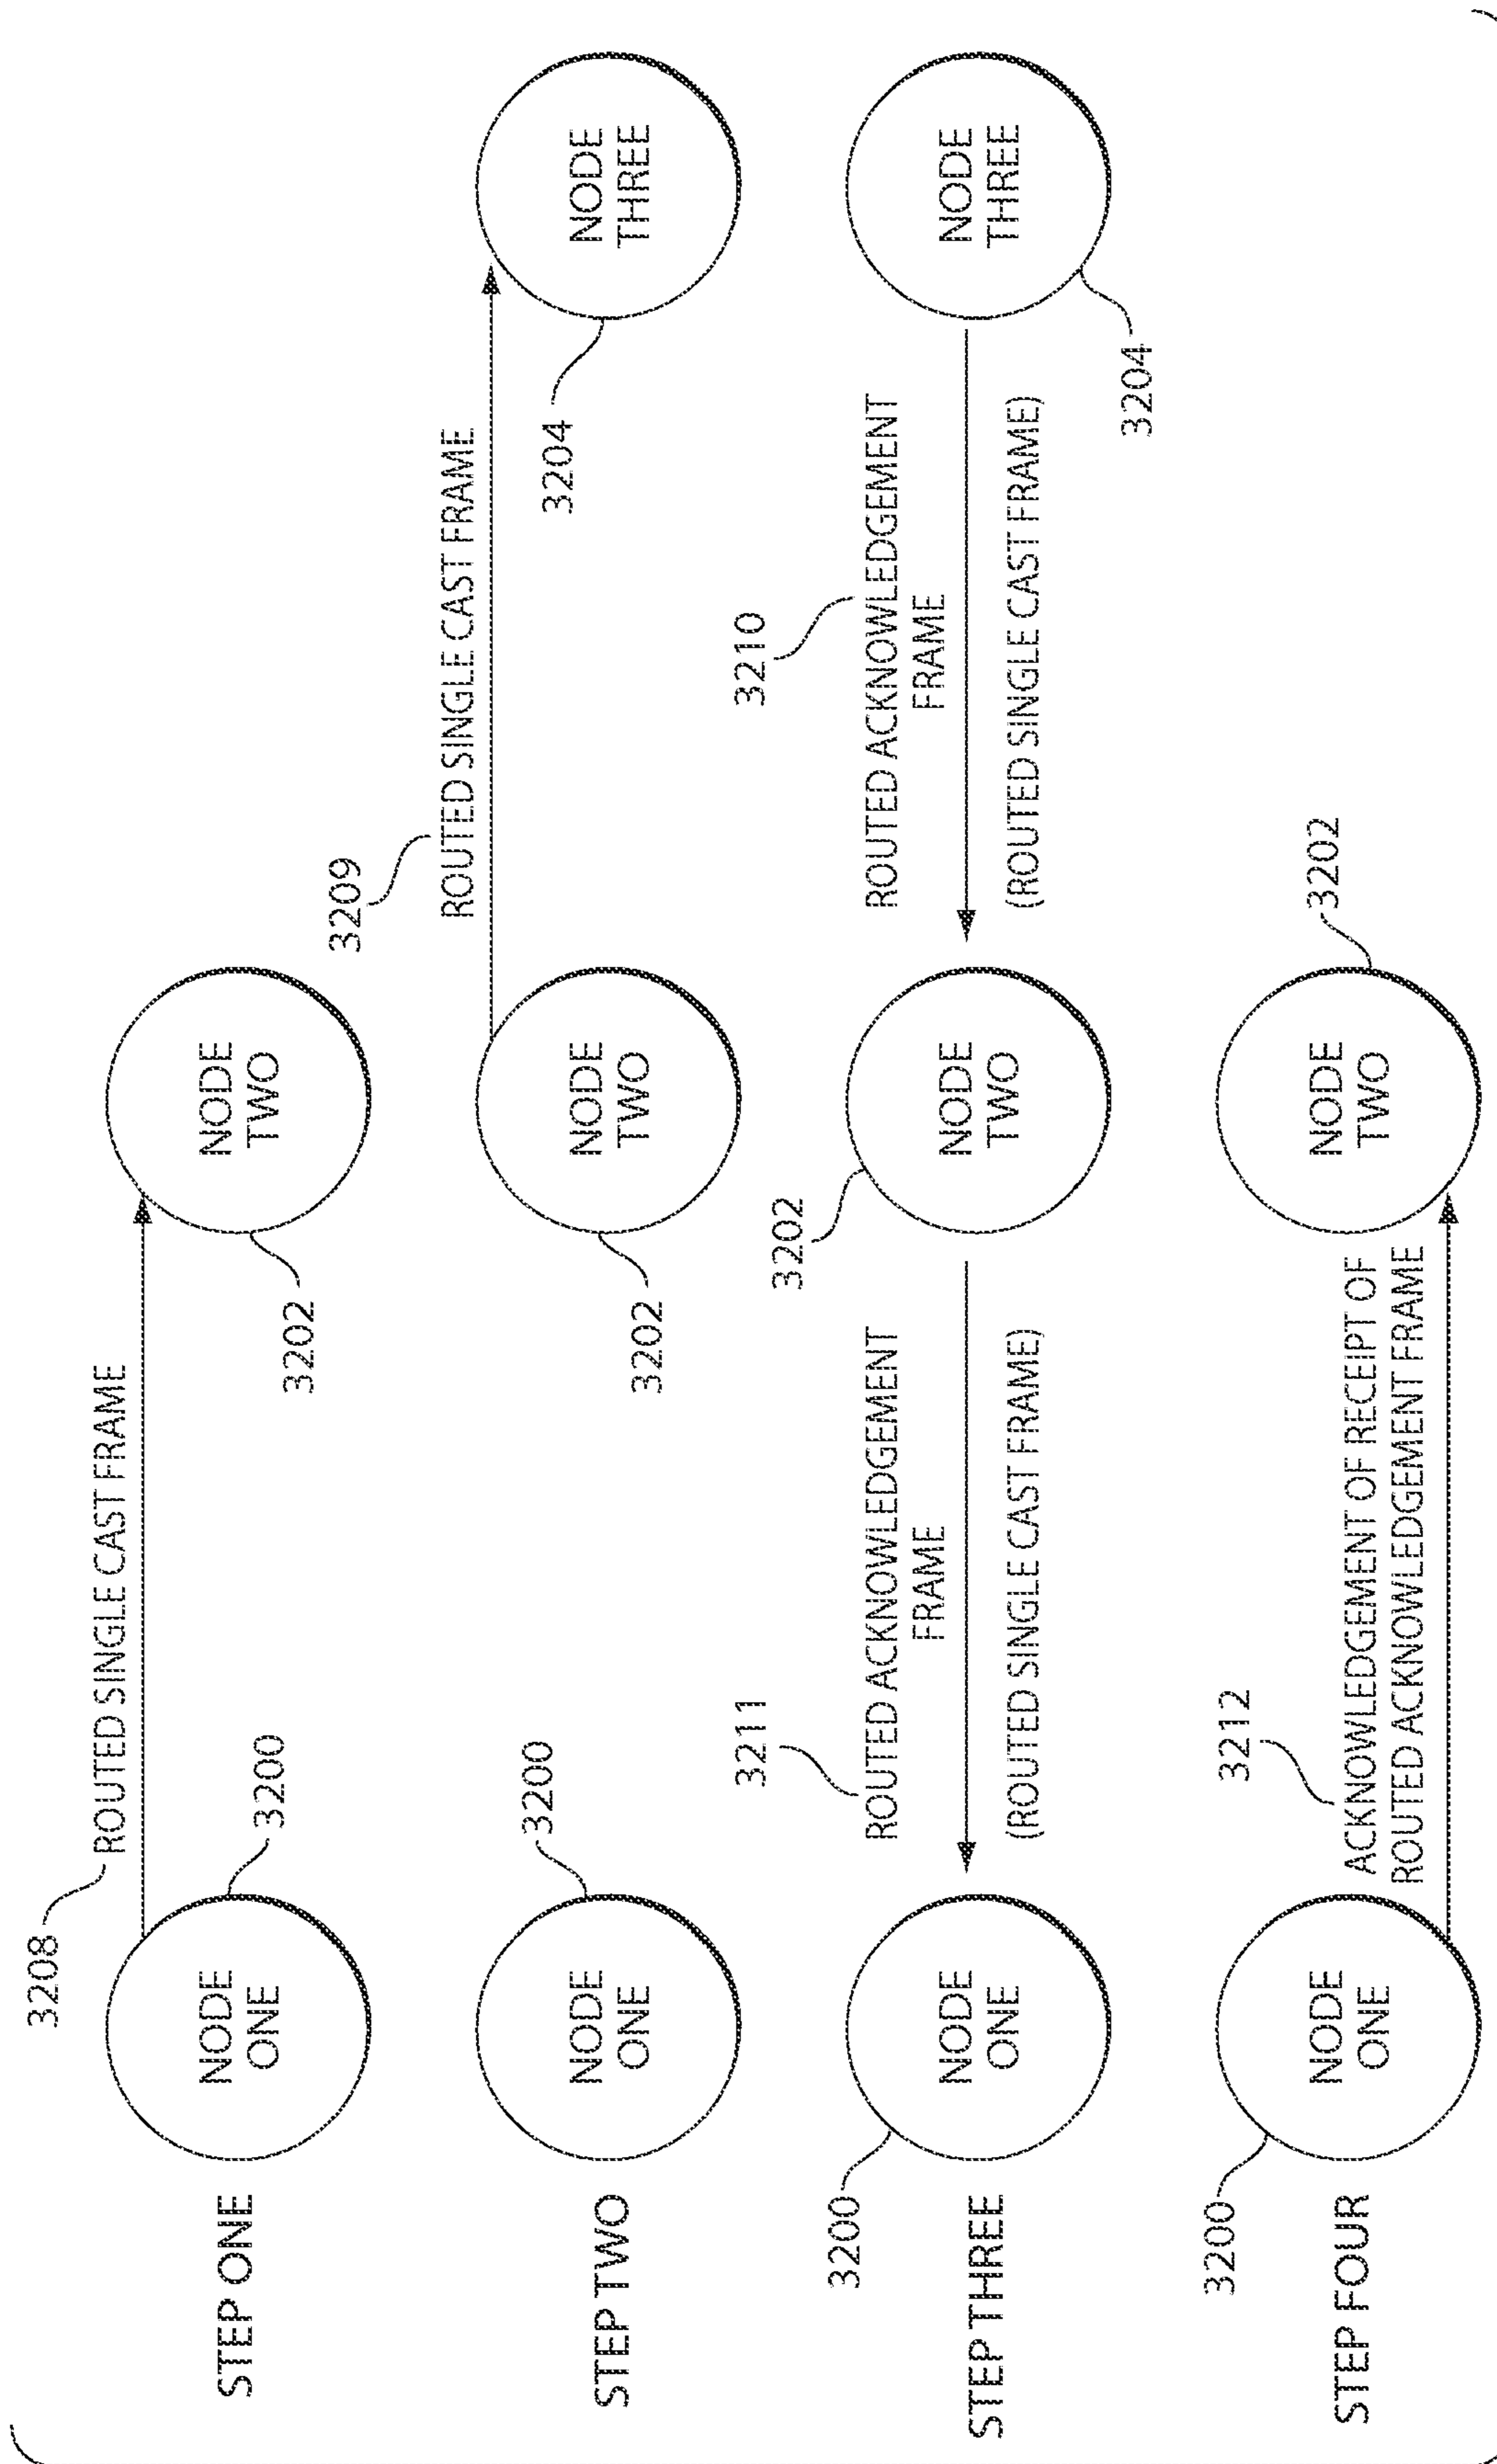 3208
ROUTED SINGLE CAST FRAME
STEP ONE
NODE
ONE
3200
NODE
TWO
3202
3209
ROUTED SINGLE CAST FRAME
STEP TWO
NODE
ONE
3200
NODE
TWO
3202
NODE
THREE
3204
3211
ROUTED ACKNOWLEDGEMENT
FRAME
(ROUTED SINGLE CAST FRAME)
3210
ROUTED ACKNOWLEDGEMENT
FRAME
(ROUTED SINGLE CAST FRAME)
STEP THREE
3200
NODE
ONE
3202
NODE
TWO
NODE
THREE
3204
3212
ACKNOWLEDGEMENT OF RECEIPT OF
ROUTED ACKNOWLEDGEMENT FRAME
STEP FOUR
3200
NODE
ONE
NODE
TWO
3202